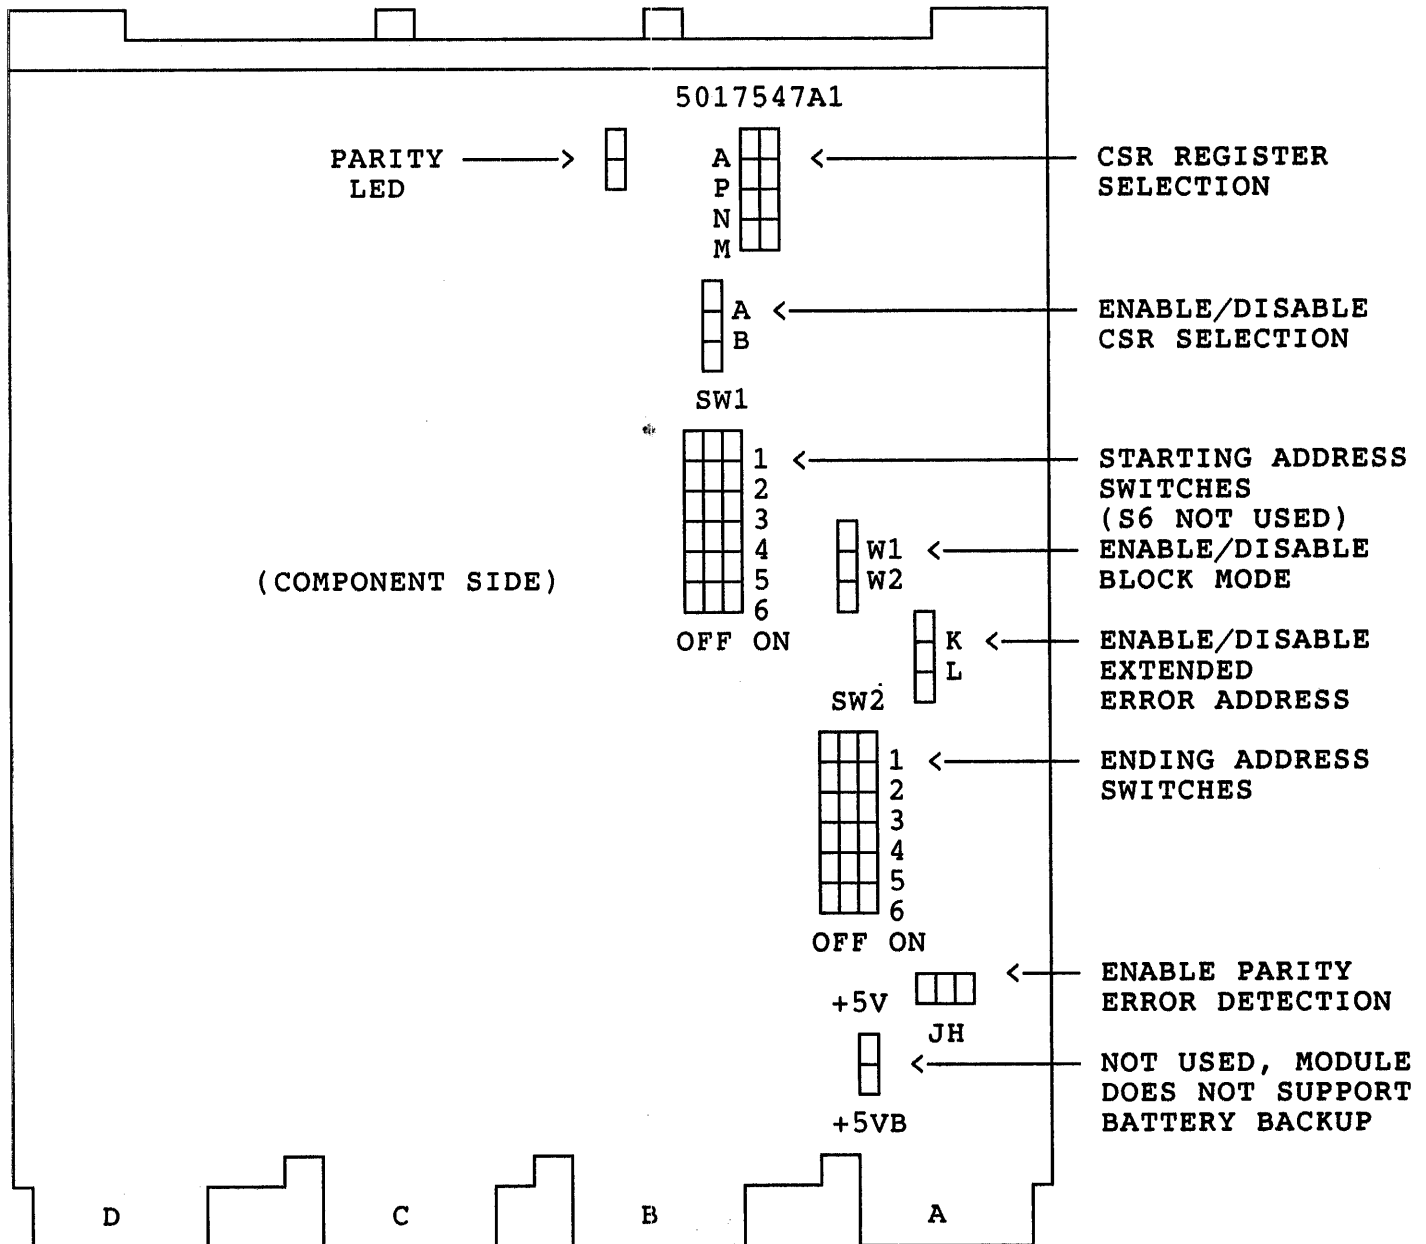 5017547A1
PARITY
LED
A
P
N
M
CSR REGISTER
SELECTION
A
B
ENABLE/DISABLE
CSR SELECTION
SW1
1
2
3
4
5
6
OFF ON
STARTING ADDRESS
SWITCHES
(S6 NOT USED)
(COMPONENT SIDE)
W1
W2
ENABLE/DISABLE
BLOCK MODE
K
L
ENABLE/DISABLE
EXTENDED
ERROR ADDRESS
SW2
1
2
3
4
5
6
OFF ON
ENDING ADDRESS
SWITCHES
+5V
JH
ENABLE PARITY
ERROR DETECTION
+5VB
NOT USED, MODULE
DOES NOT SUPPORT
BATTERY BACKUP
D C B A